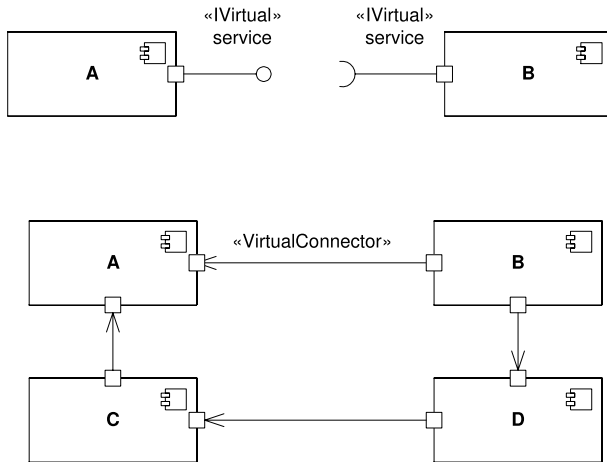 «IVirtual» «IVirtual»
service service
A B
«VirtualConnector»
A B
C D